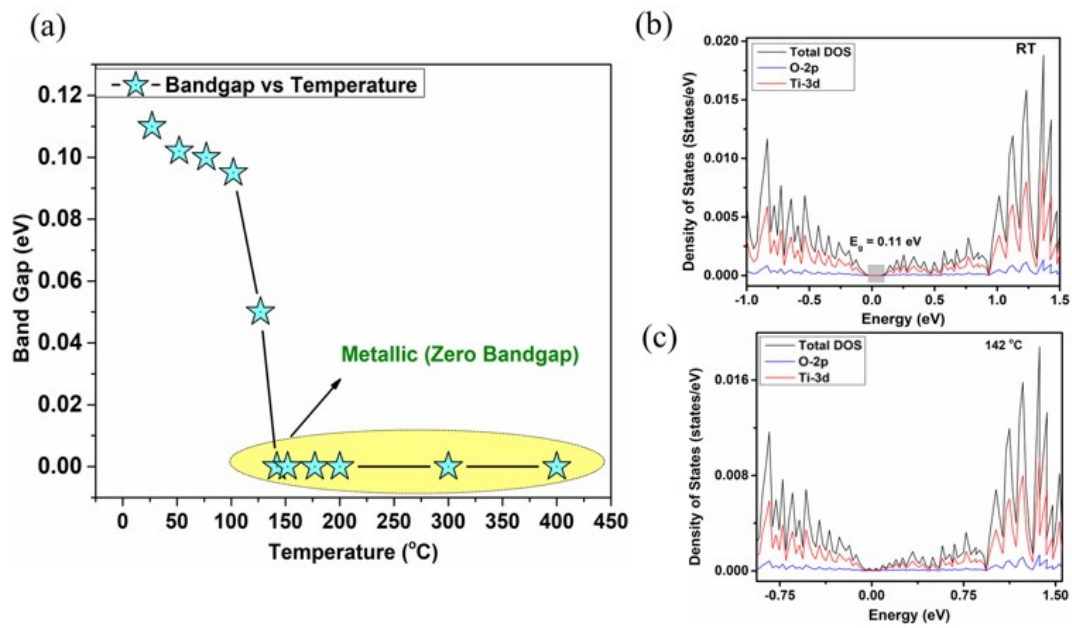 (a)
Bandgap vs Temperature
0.12
0.10
0.08
0.06
0.04
0.02
0.00
Band Gap (eV)
Metallic (Zero Bandgap)
0 50 100 150 200 250 300 350 400 450
Temperature (°C)
(b)
Total DOS
O-2p
Ti-3d
RT
0.020
0.015
0.010
0.005
0.000
Density of States (States/eV)
E_g = 0.11 eV
-1.0 -0.5 0.0 0.5 1.0 1.5
Energy (eV)
(c)
Total DOS
O-2p
Ti-3d
142 °C
0.016
0.008
0.000
Density of States (states/eV)
-0.75 0.00 0.75 1.50
Energy (eV)